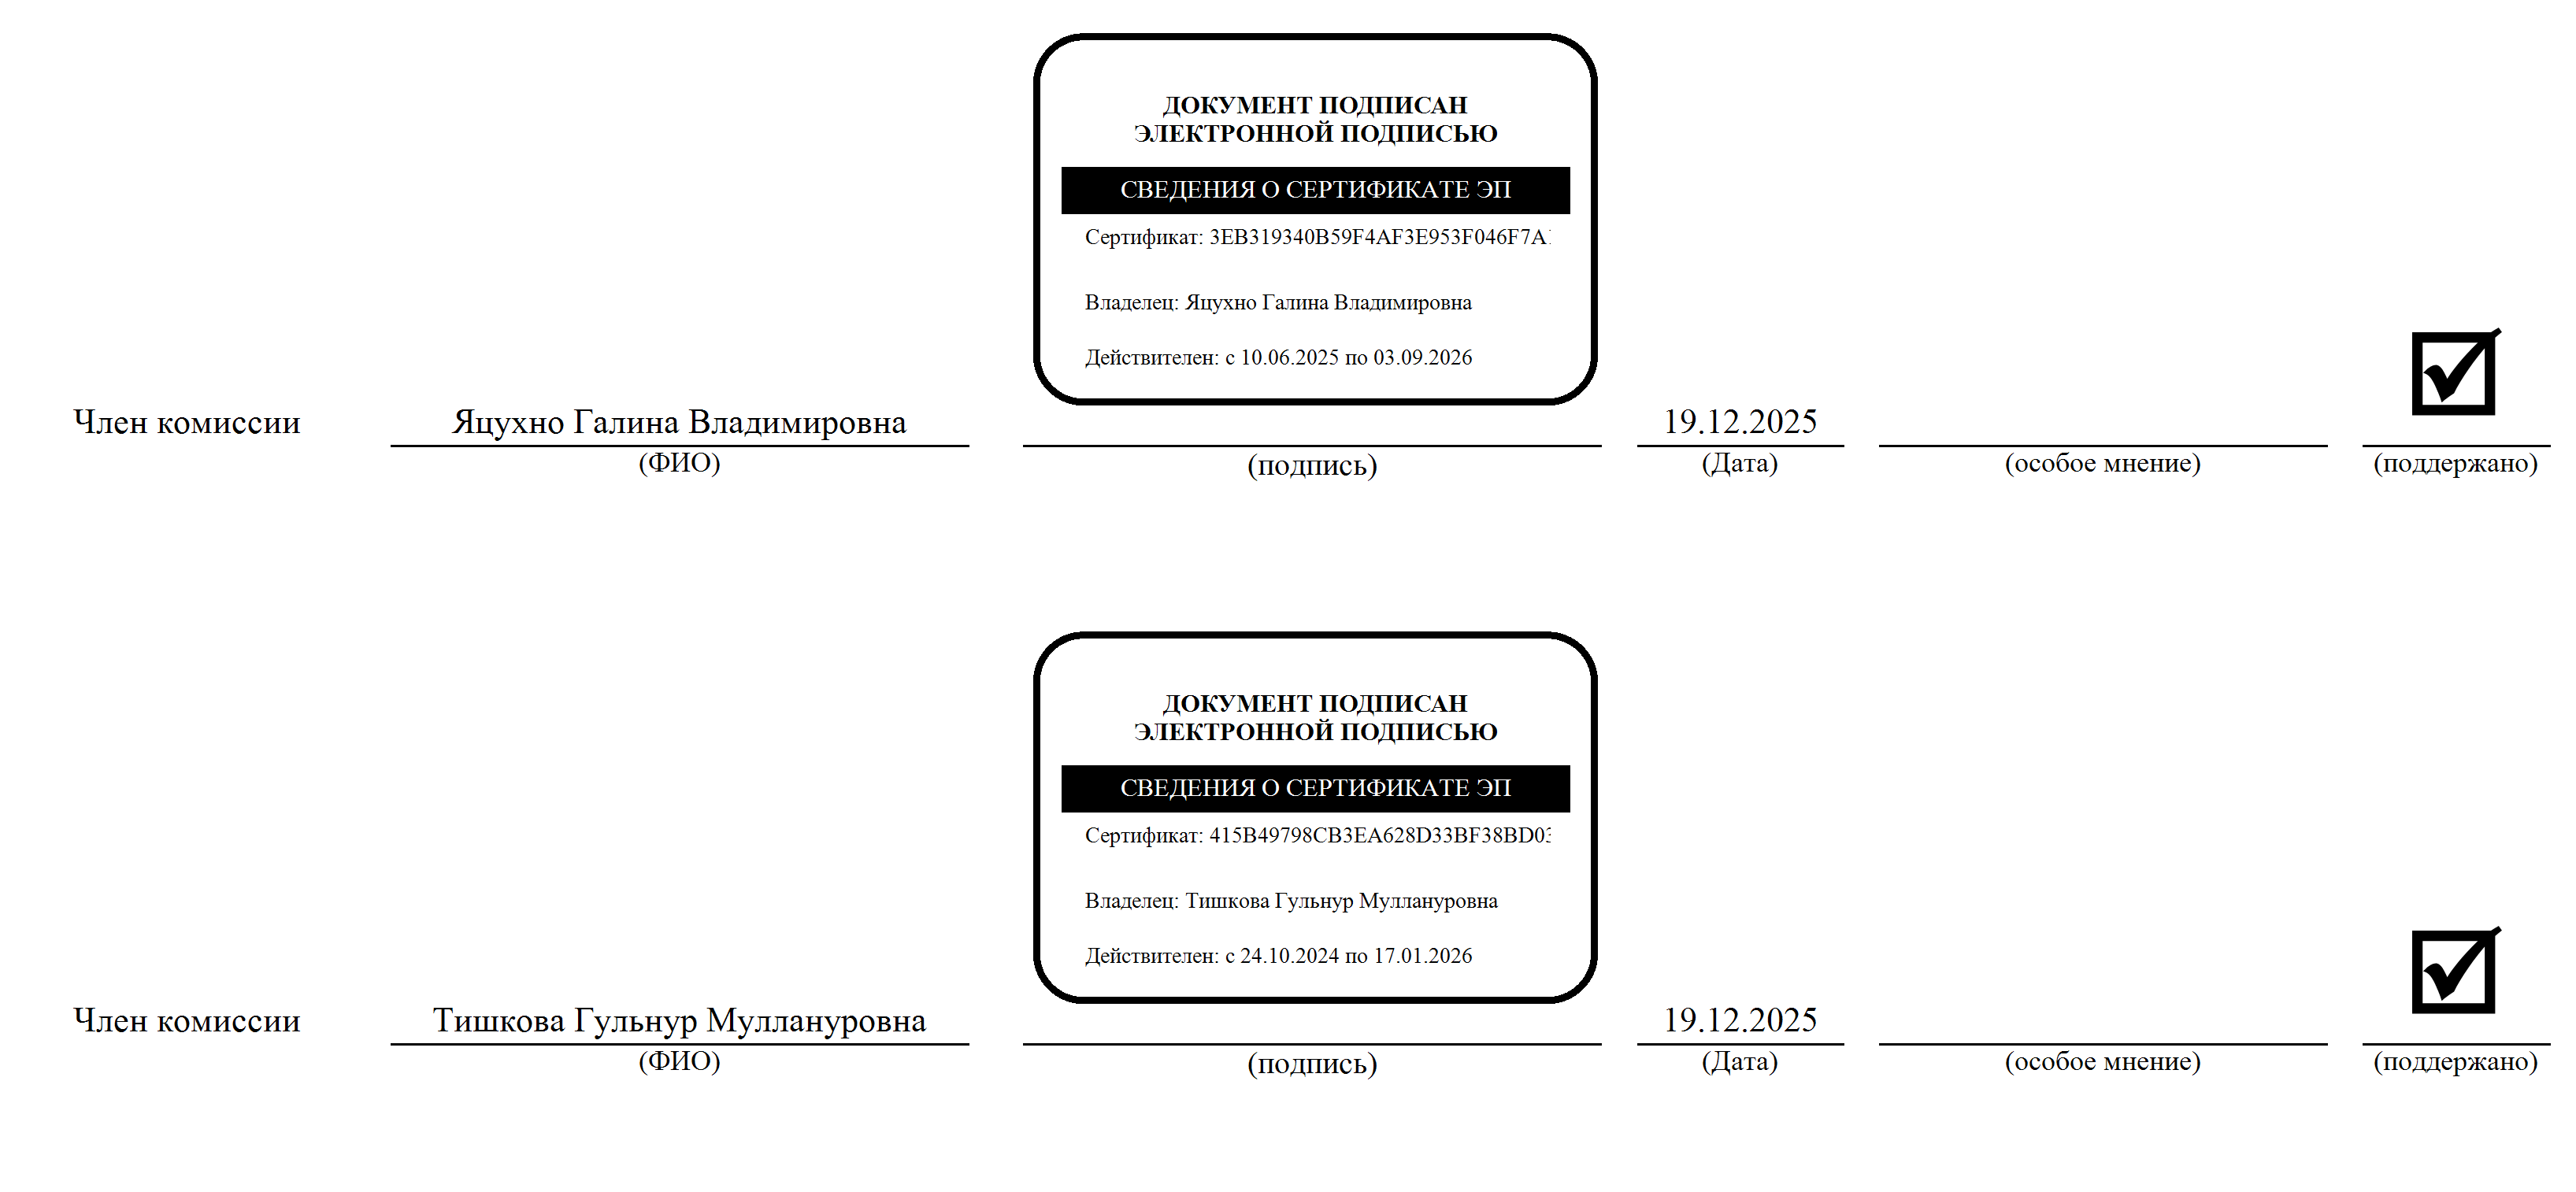 ДОКУМЕНТ ПОДПИСАН
ЭЛЕКТРОННОЙ ПОДПИСЬЮ
СВЕДЕНИЯ О СЕРТИФИКАТЕ ЭП
Сертификат: 3EB319340B59F4AF3E953F046F7A1
Владелец: Яцухно Галина Владимировна
Действителен: с 10.06.2025 по 03.09.2026
Член комиссии Яцухно Галина Владимировна 19.12.2025
(ФИО) (подпись) (Дата) (особое мнение) (поддержано)
ДОКУМЕНТ ПОДПИСАН
ЭЛЕКТРОННОЙ ПОДПИСЬЮ
СВЕДЕНИЯ О СЕРТИФИКАТЕ ЭП
Сертификат: 415B49798CB3EA628D33BF38BD03
Владелец: Тишкова Гульнур Муллануровна
Действителен: с 24.10.2024 по 17.01.2026
Член комиссии Тишкова Гульнур Муллануровна 19.12.2025
(ФИО) (подпись) (Дата) (особое мнение) (поддержано)